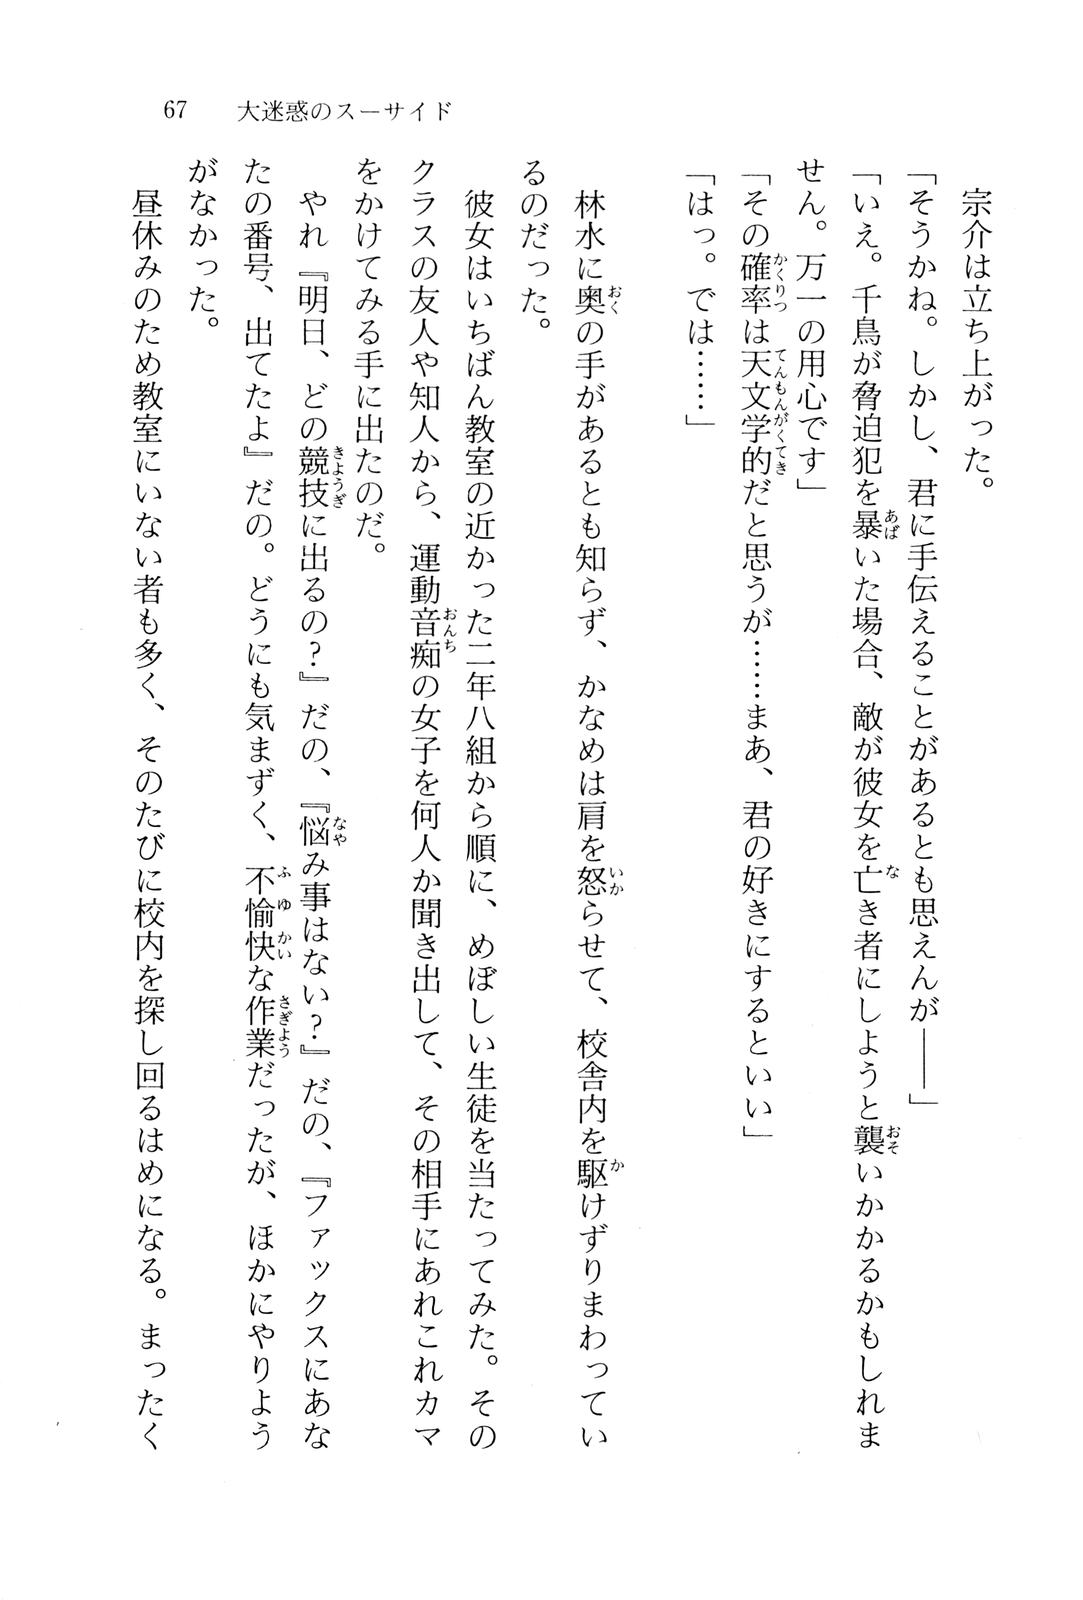 67　大迷惑のスーサイド
宗介は立ち上がった。
「そうかね。しかし、君に手伝えることがあるとも思えんが――」
「いえ。千鳥が脅迫犯を暴いた場合、敵が彼女を亡き者にしようと襲いかかるかもしれま
せん。万一の用心です」
「その確率は天文学的だと思うが……まあ、君の好きにするといい」
「はっ。では……」
林水に奥の手があるとも知らず、かなめは肩を怒らせて、校舎内を駆けずりまわってい
るのだった。
彼女はいちばん教室の近かった二年八組から順に、めぼしい生徒を当たってみた。その
クラスの友人や知人から、運動音痴の女子を何人か聞き出して、その相手にあれこれカマ
をかけてみる手に出たのだ。
やれ『明日、どの競技に出るの？』だの、『悩み事はない？』だの、『ファックスにあな
たの番号、出てたよ』だの。どうにも気まずく、不愉快な作業だったが、ほかにやりよう
がなかった。
昼休みのため教室にいない者も多く、そのたびに校内を探し回るはめになる。まったく